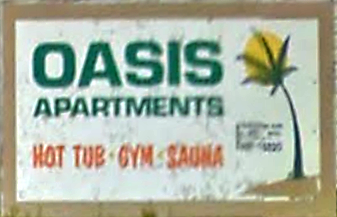 OASIS
APARTMENTS
HOT TUB · GYM · SAUNA